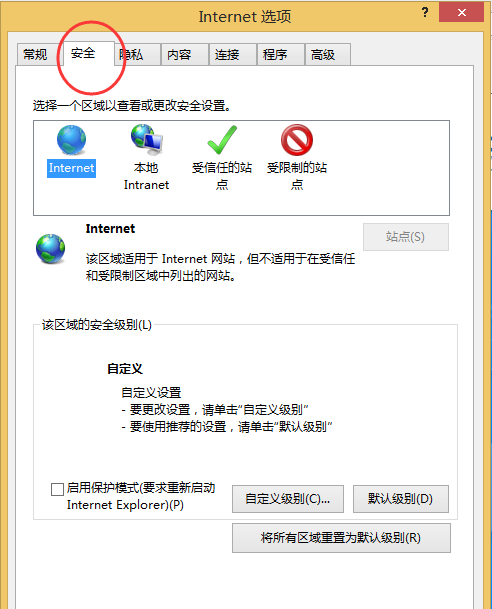 Internet 选项
?
常规
安全
隐私
内容
连接
程序
高级
选择一个区域以查看或更改安全设置。
Internet
本地
Intranet
受信任的站
点
受限制的站
点
Internet
站点(S)
该区域适用于 Internet 网站，但不适用于在受信任
和受限制区域中列出的网站。
该区域的安全级别(L)
自定义
自定义设置
- 要更改设置，请单击"自定义级别"
- 要使用推荐的设置，请单击"默认级别"
启用保护模式(要求重新启动
Internet Explorer)(P)
自定义级别(C)...
默认级别(D)
将所有区域重置为默认级别(R)